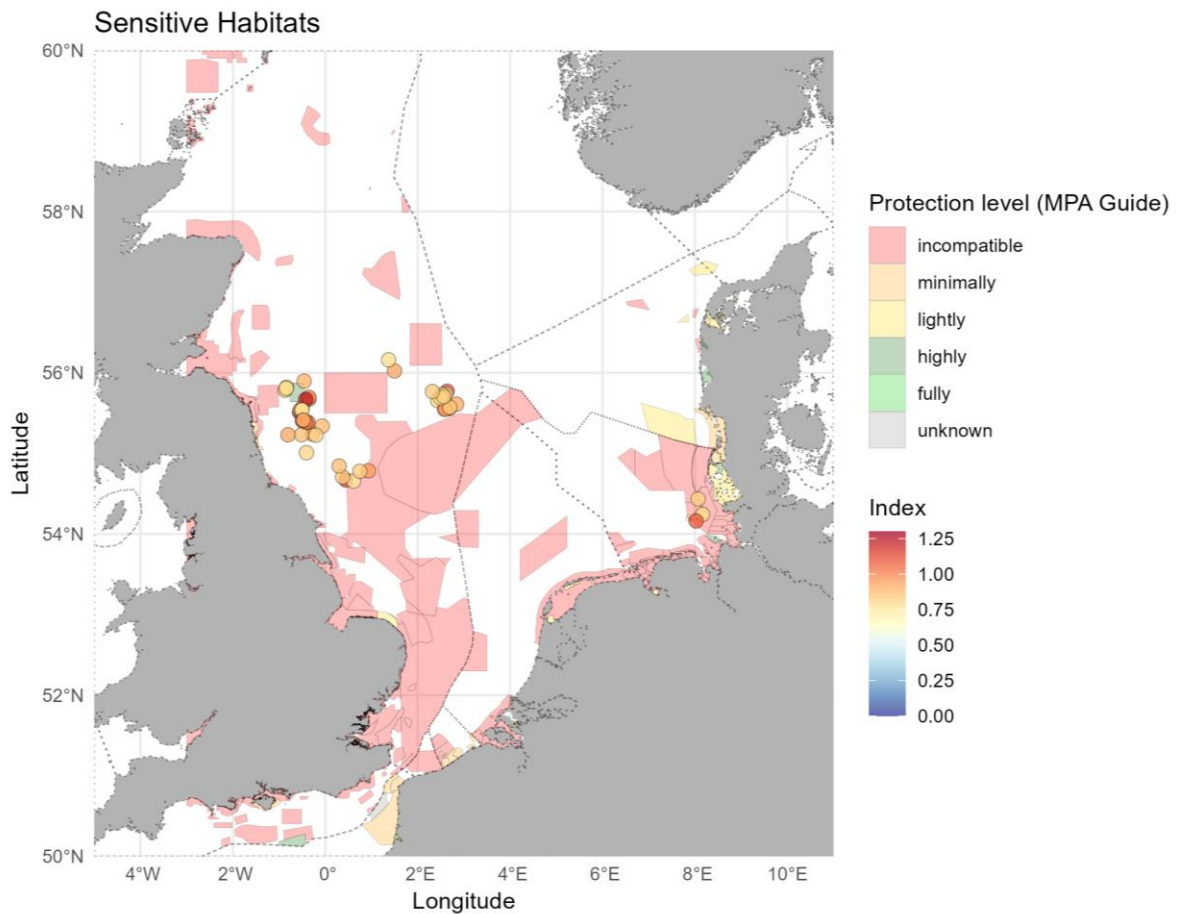 Sensitive Habitats
60°N
58°N
56°N
54°N
52°N
50°N
Latitude
4°W
2°W
0°
2°E
4°E
6°E
8°E
10°E
Longitude
Protection level (MPA Guide)
incompatible
minimally
lightly
highly
fully
unknown
Index
1.25
1.00
0.75
0.50
0.25
0.00